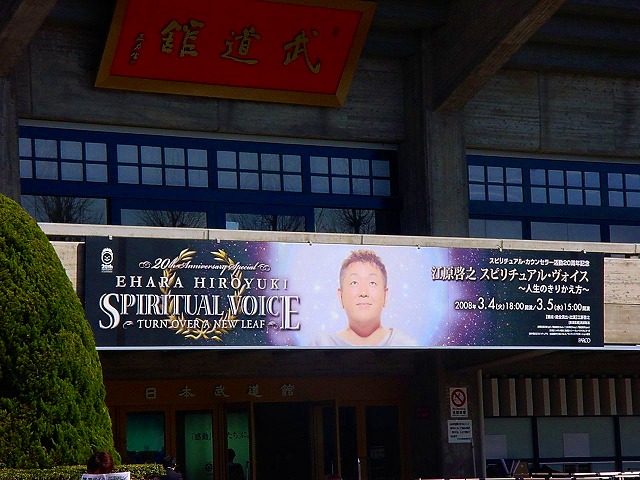 武道館
20th Anniversary Special
EHARA HIROYUKI
SPIRITUAL VOICE
TURN OVER A NEW LEAF
スピリチュアル・カウンセラー活動20周年記念
江原啓之 スピリチュアル・ヴォイス
～人生のきりかえ方～
2008年 3.4(火)18:00開演/3.5(水)15:00開演
PARCO
日本武道館